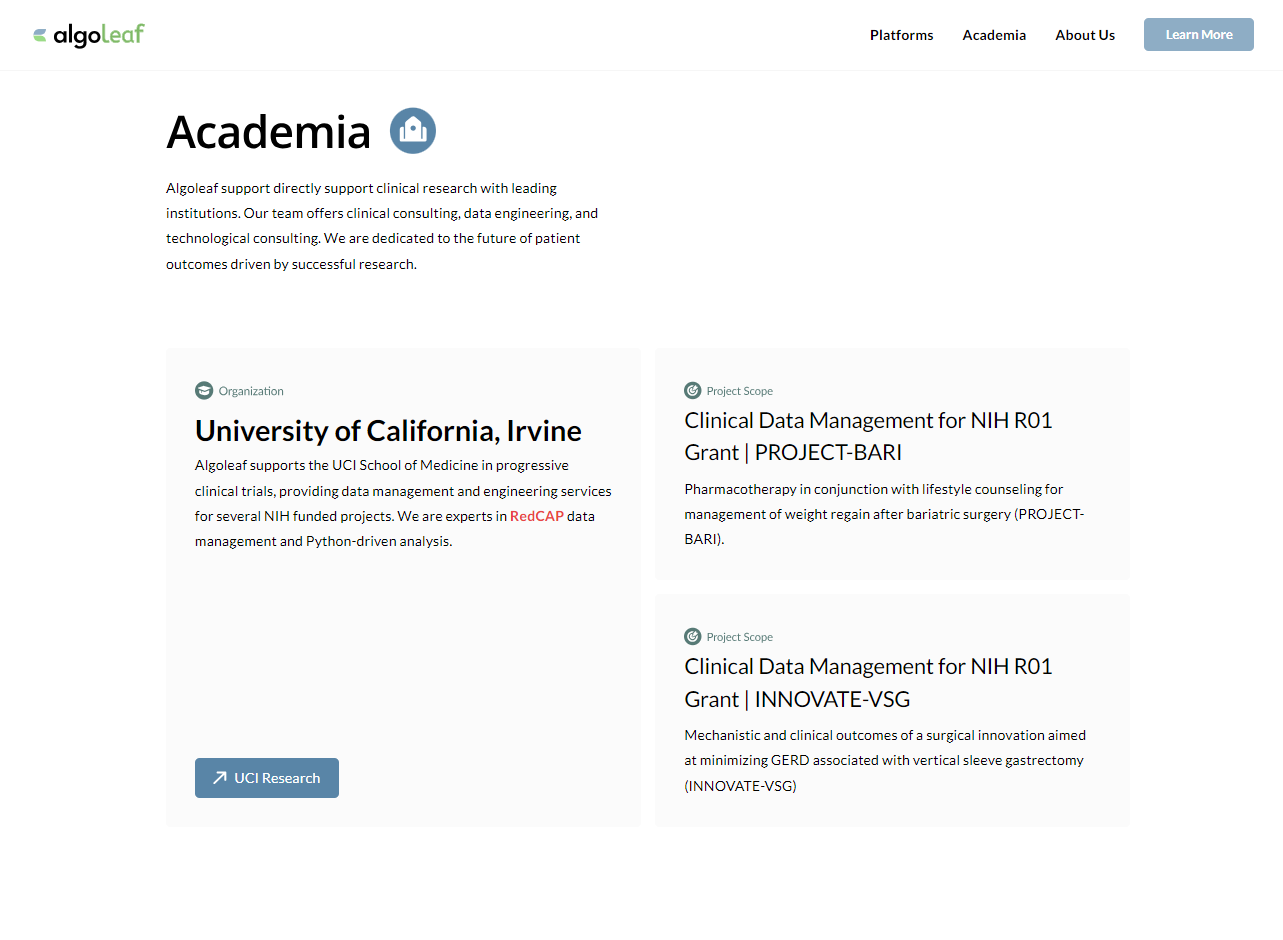 algoleaf
Platforms
Academia
About Us
Learn More
Academia
Algoleaf support directly support clinical research with leading
institutions. Our team offers clinical consulting, data engineering, and
technological consulting. We are dedicated to the future of patient
outcomes driven by successful research.
Organization
University of California, Irvine
Algoleaf supports the UCI School of Medicine in progressive
clinical trials, providing data management and engineering services
for several NIH funded projects. We are experts in RedCAP data
management and Python-driven analysis.
UCI Research
Project Scope
Clinical Data Management for NIH R01
Grant | PROJECT-BARI
Pharmacotherapy in conjunction with lifestyle counseling for
management of weight regain after bariatric surgery (PROJECT-
BARI).
Project Scope
Clinical Data Management for NIH R01
Grant | INNOVATE-VSG
Mechanistic and clinical outcomes of a surgical innovation aimed
at minimizing GERD associated with vertical sleeve gastrectomy
(INNOVATE-VSG)